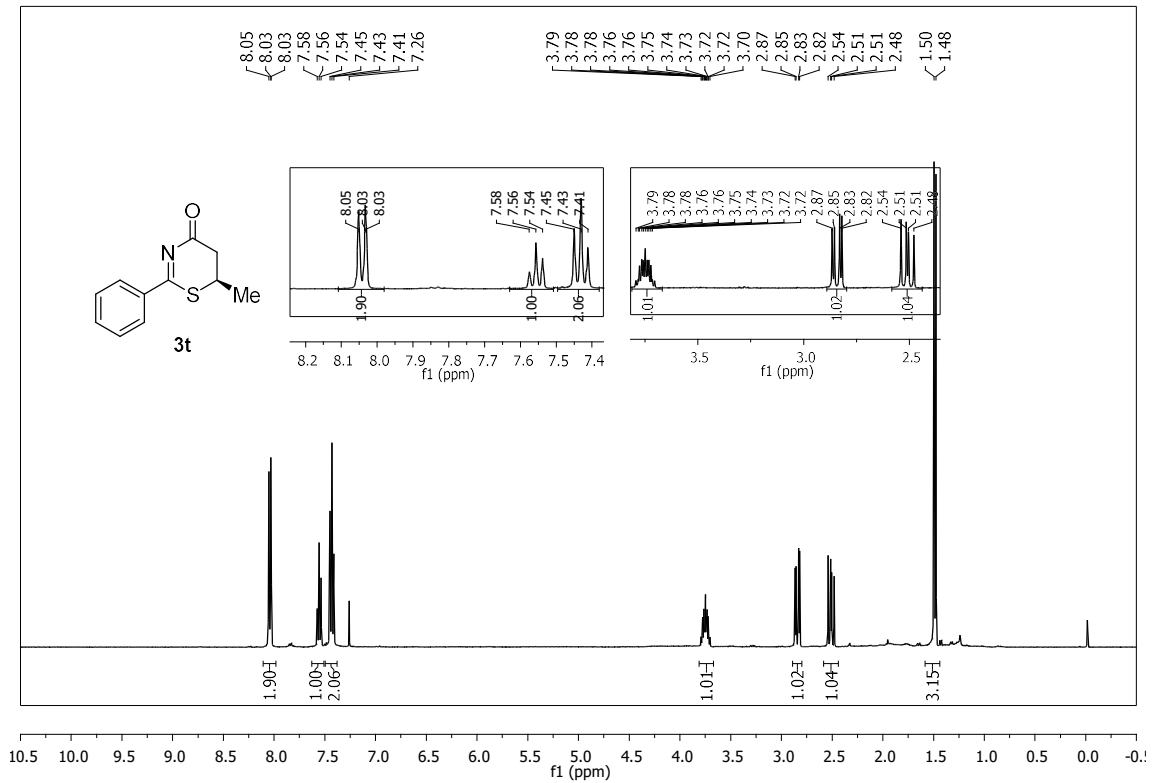 8.05 8.03 8.03 7.58 7.56 7.54 7.45 7.43 7.41 7.26 3.79 3.78 3.78 3.76 3.76 3.75 3.74 3.73 3.72 3.72 3.70 2.87 2.85 2.83 2.82 2.54 2.51 2.51 2.48 1.50 1.48
8.05 8.03 8.03 7.58 7.56 7.54 7.45 7.43 7.41
3.79 3.78 3.78 3.76 3.76 3.75 3.74 3.73 3.72 3.72 2.87 2.85 2.83 2.82 2.54 2.51 2.51 2.48
O
N
S
Me
3t
1.90 1.00 2.06
8.2 8.1 8.0 7.9 7.8 7.7 7.6 7.5 7.4
f1 (ppm)
1.01 1.02 1.04
3.5 3.0 2.5
f1 (ppm)
1.90 1.00 2.06 1.01 1.02 1.04 3.15
10.5 10.0 9.5 9.0 8.5 8.0 7.5 7.0 6.5 6.0 5.5 5.0 4.5 4.0 3.5 3.0 2.5 2.0 1.5 1.0 0.5 0.0
f1 (ppm)